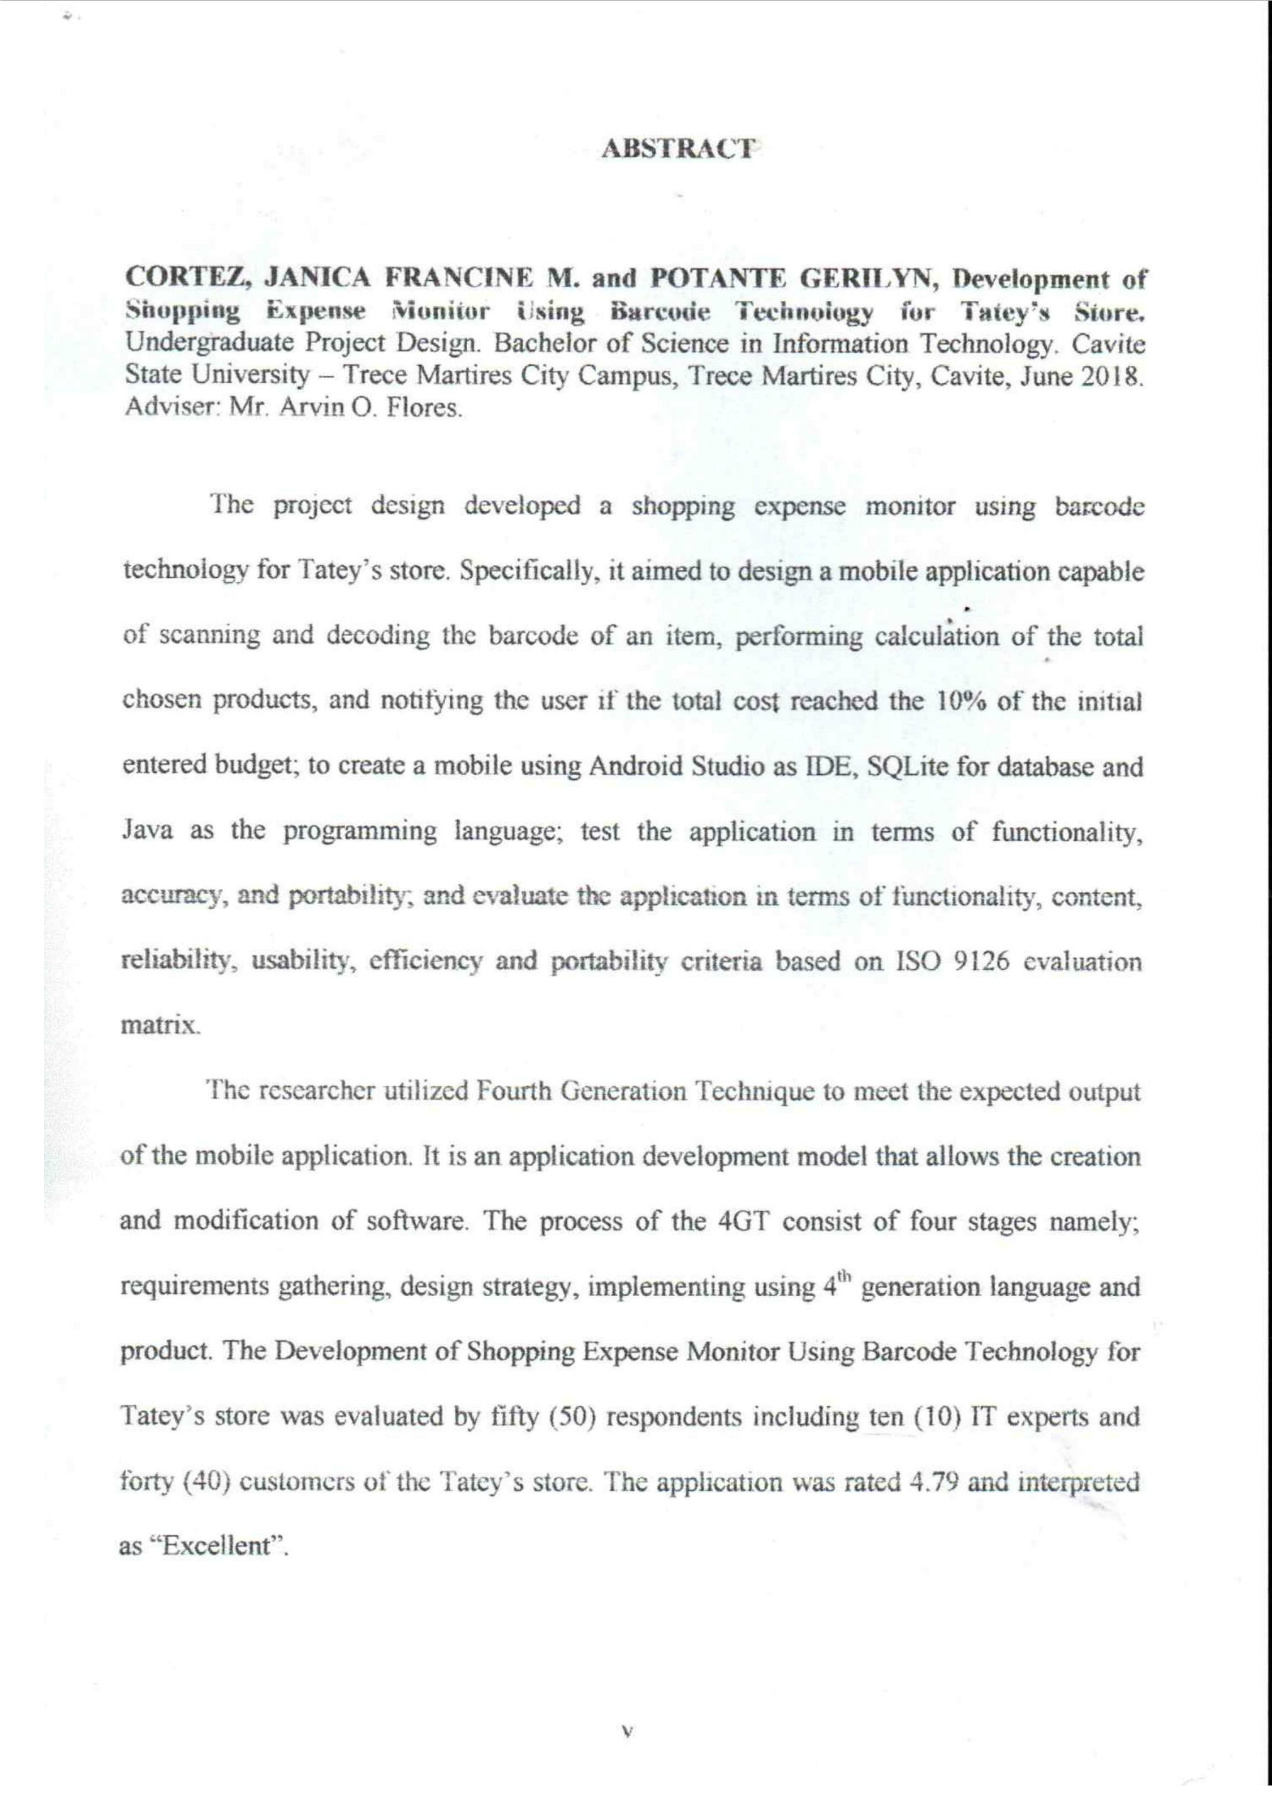 ABSTRACT
CORTEZ, JANICA FRANCINE M. and POTANTE GERILYN, Development of
Shopping Expense Monitor Using Barcode Technology for Tatey's Store.
Undergraduate Project Design. Bachelor of Science in Information Technology. Cavite
State University – Trece Martires City Campus, Trece Martires City, Cavite, June 2018.
Adviser: Mr. Arvin O. Flores.
The project design developed a shopping expense monitor using barcode
technology for Tatey's store. Specifically, it aimed to design a mobile application capable
of scanning and decoding the barcode of an item, performing calculation of the total
chosen products, and notifying the user if the total cost reached the 10% of the initial
entered budget; to create a mobile using Android Studio as IDE, SQLite for database and
Java as the programming language; test the application in terms of functionality,
accuracy, and portability; and evaluate the application in terms of functionality, content,
reliability, usability, efficiency and portability criteria based on ISO 9126 evaluation
matrix.
The researcher utilized Fourth Generation Technique to meet the expected output
of the mobile application. It is an application development model that allows the creation
and modification of software. The process of the 4GT consist of four stages namely;
requirements gathering, design strategy, implementing using 4th generation language and
product. The Development of Shopping Expense Monitor Using Barcode Technology for
Tatey's store was evaluated by fifty (50) respondents including ten (10) IT experts and
forty (40) customers of the Tatey's store. The application was rated 4.79 and interpreted
as “Excellent”.
v